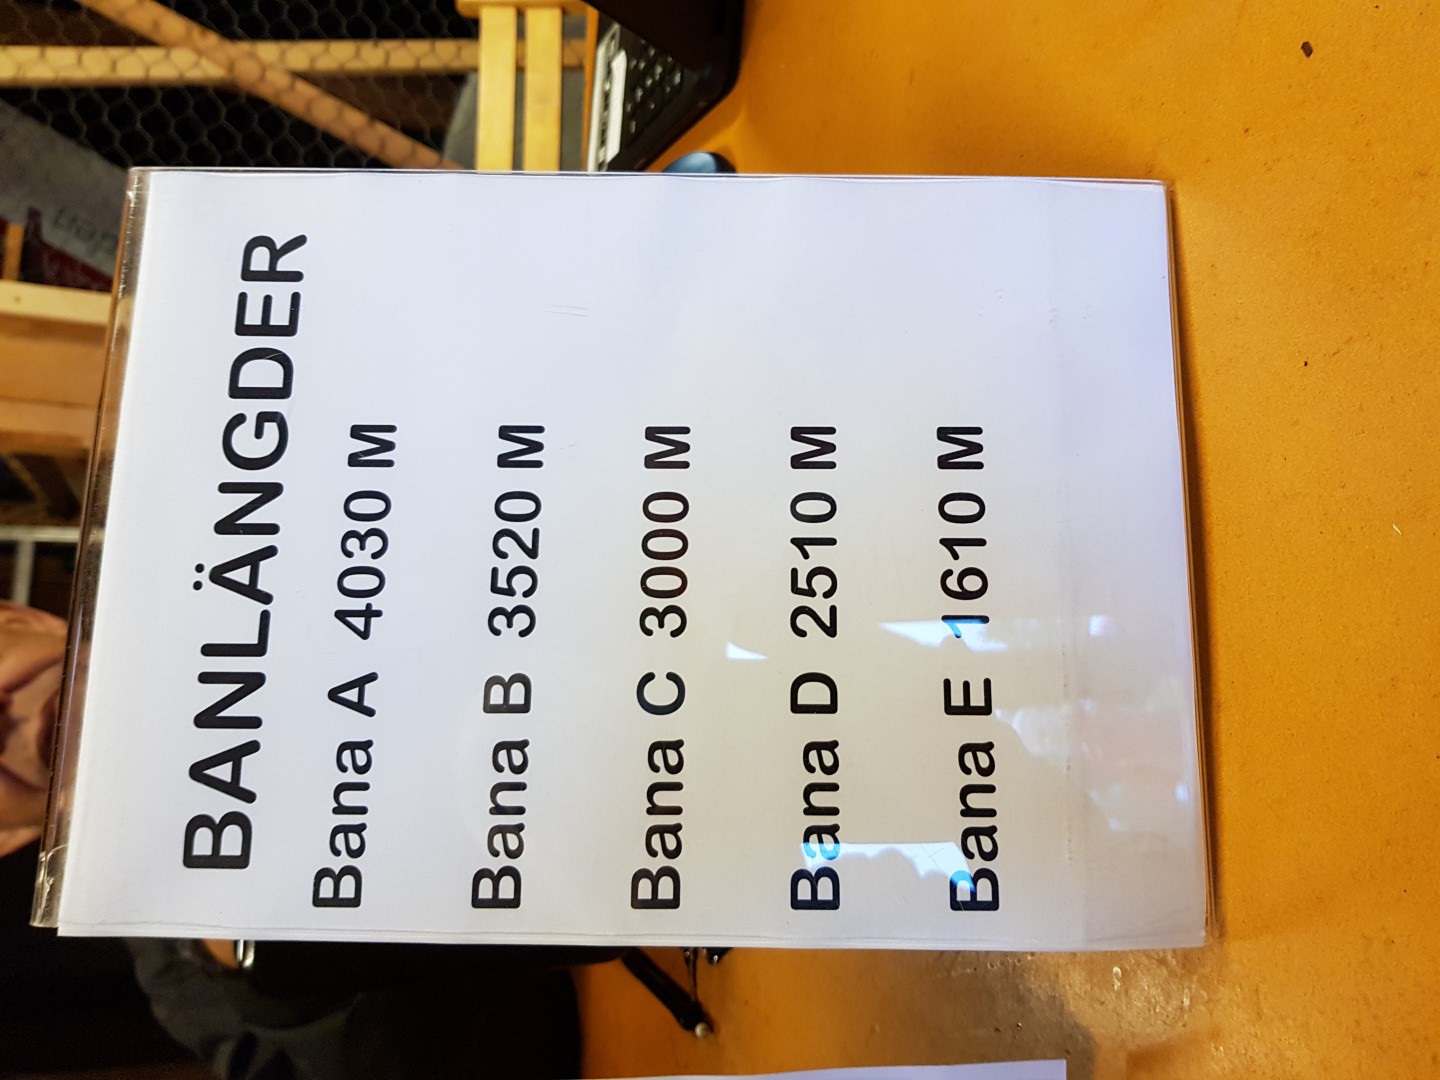 BANLÄNGDER
Bana A 4030 M
Bana B 3520 M
Bana C 3000 M
Bana D 2510 M
Bana E 1610 M